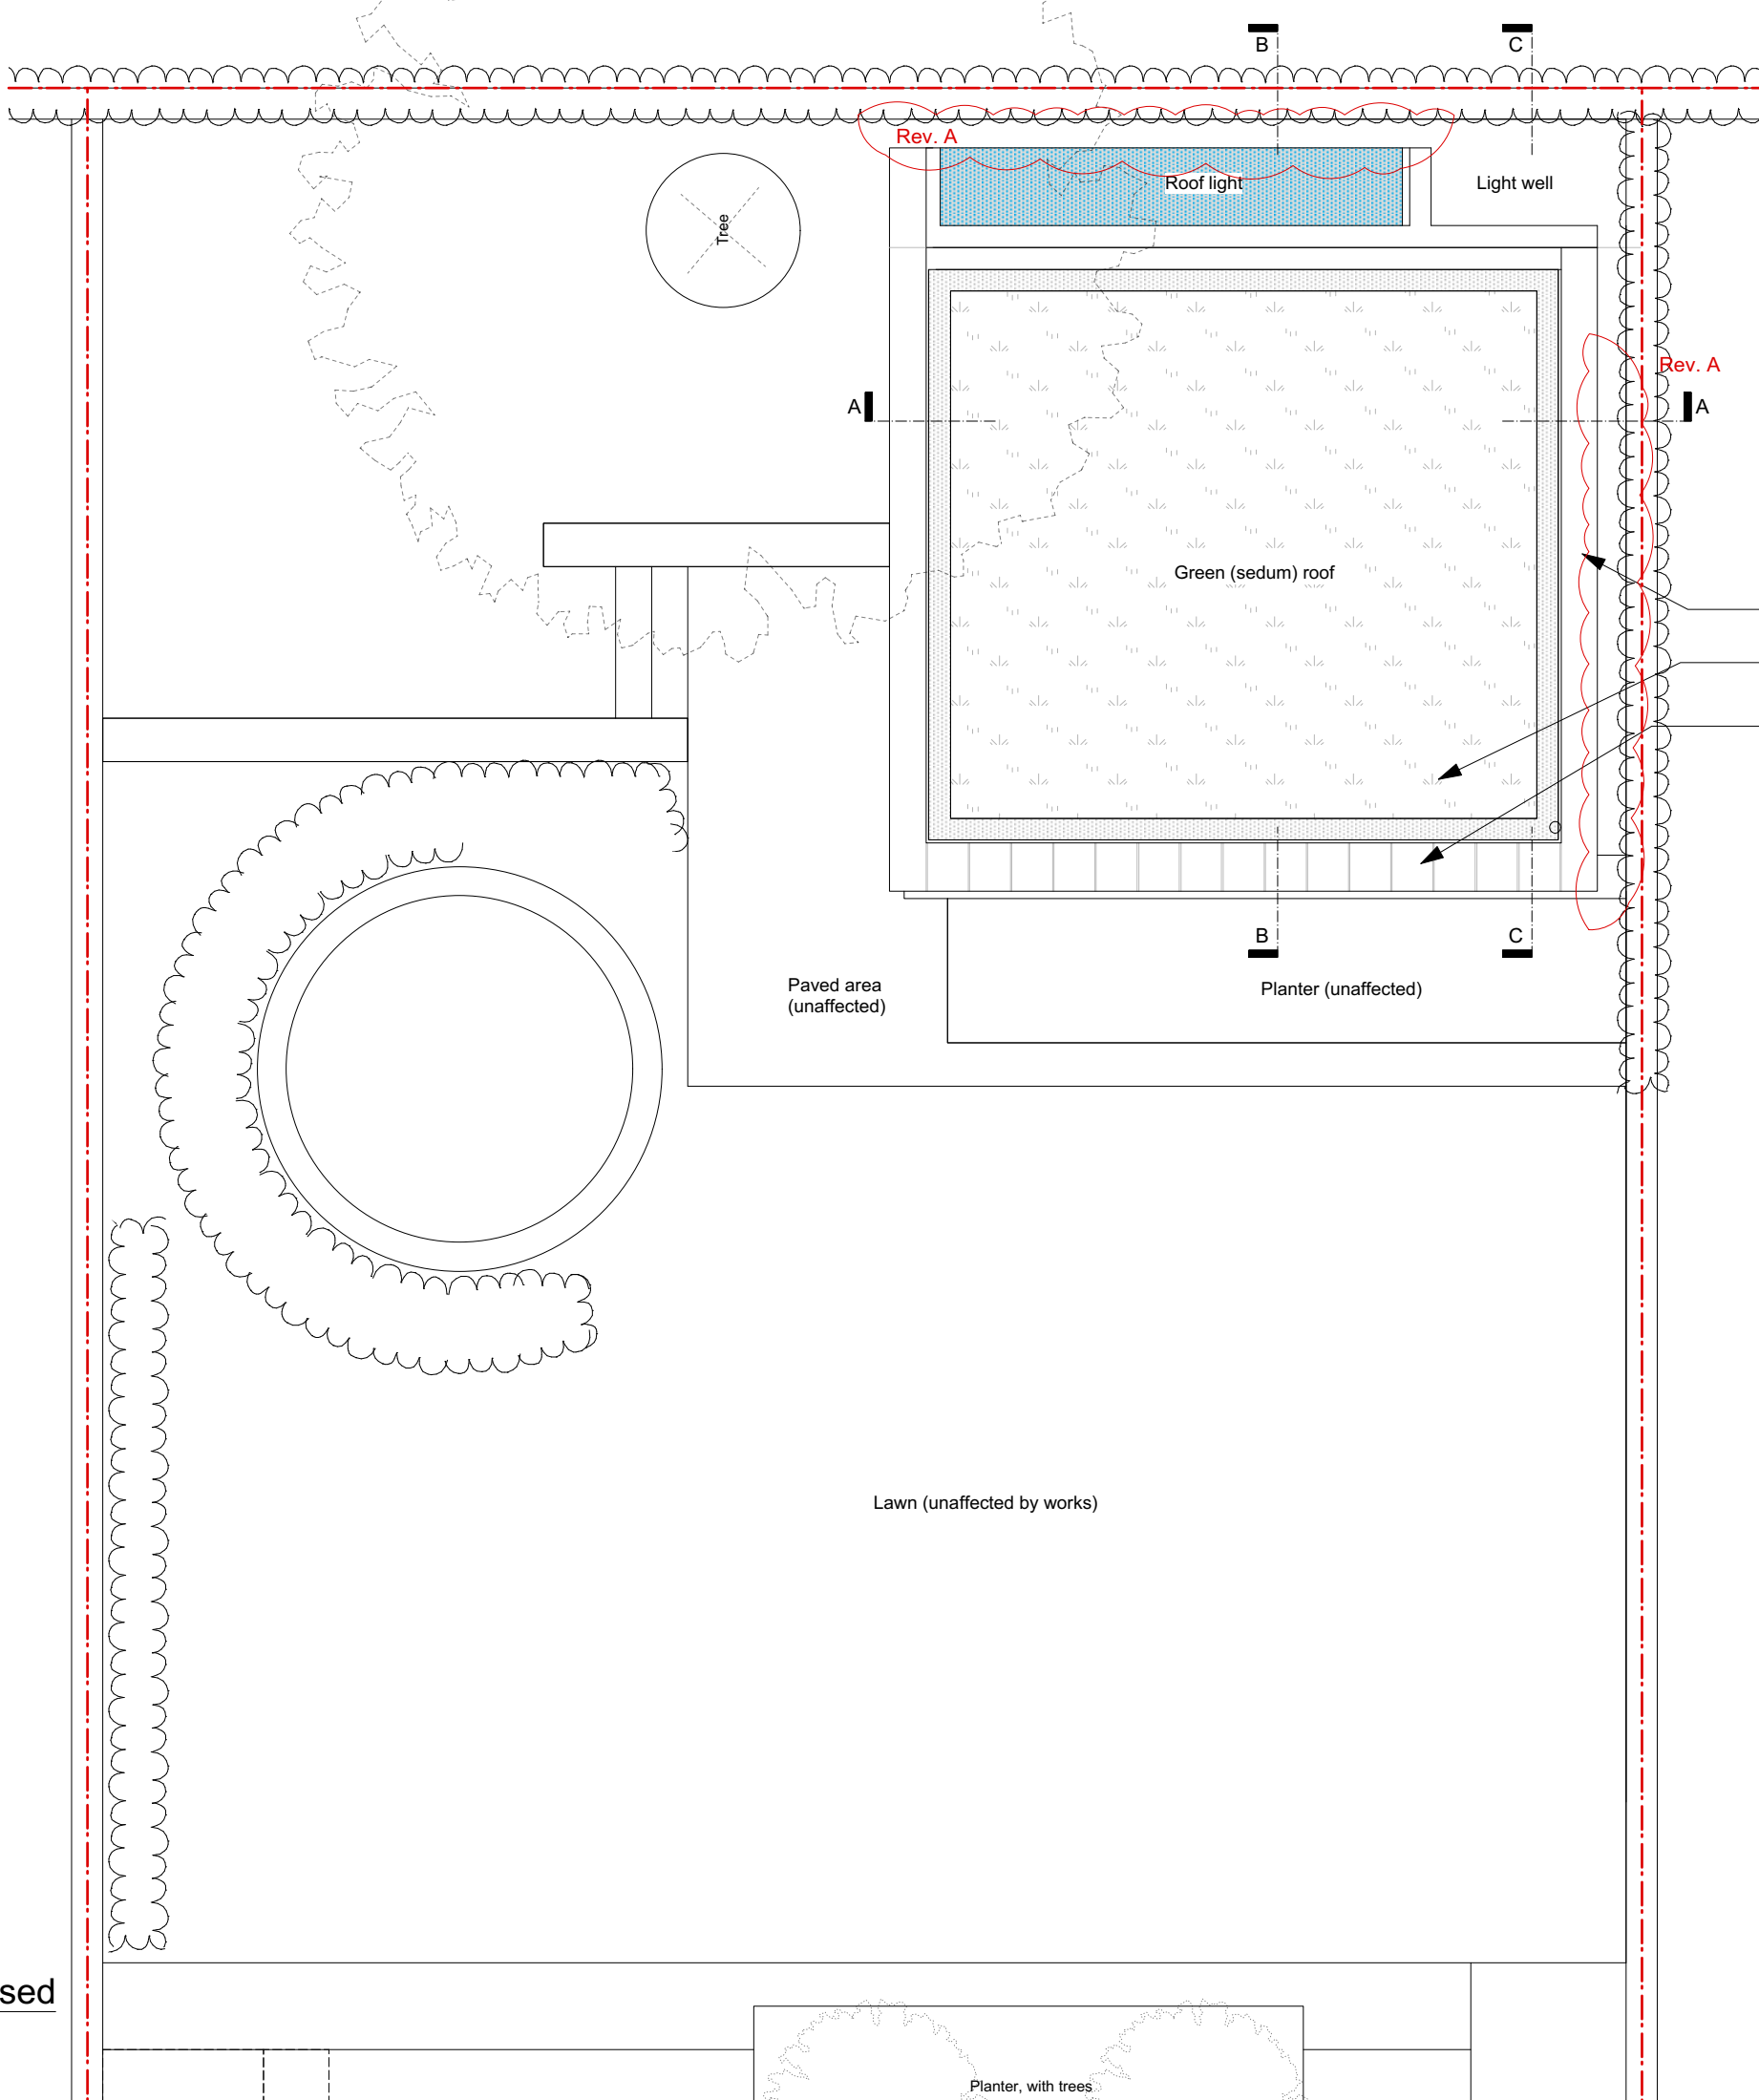 B
C
Rev. A
Roof light
Light well
Tree
Rev. A
A
A
Green (sedum) roof
B
C
Paved area
(unaffected)
Planter (unaffected)
Lawn (unaffected by works)
sed
Planter, with trees